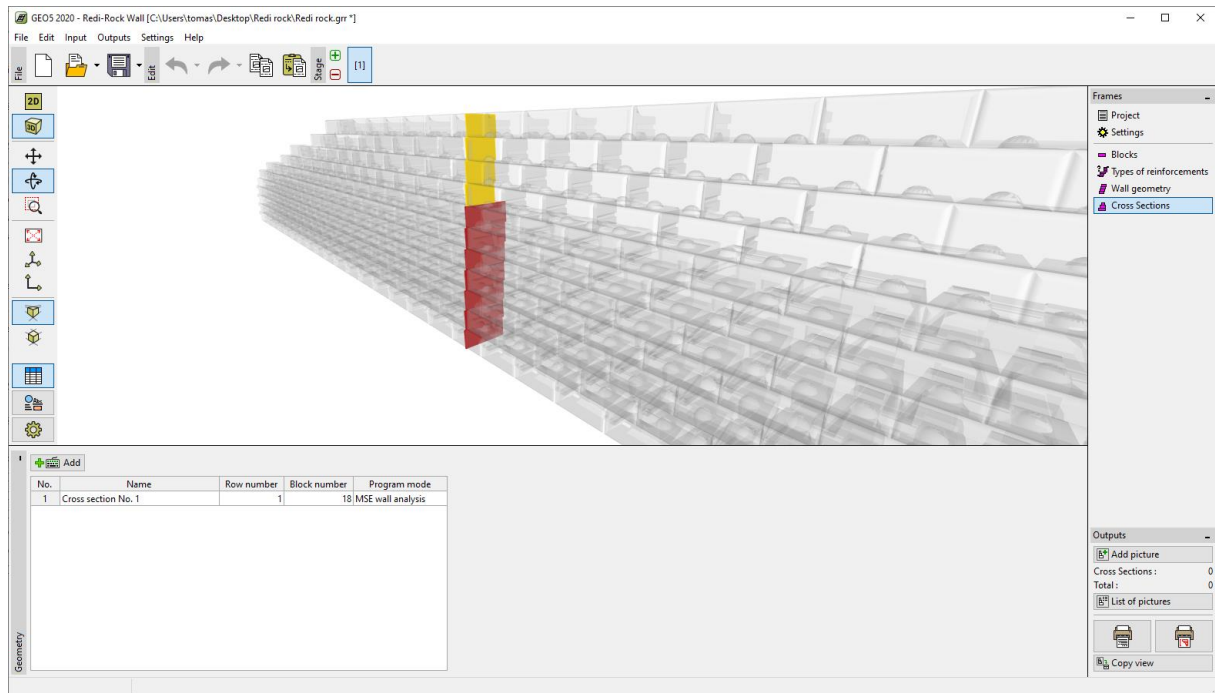 GEO5 2020 - Redi-Rock Wall [C:\Users\tomas\Desktop\Redi rock\Redi rock.grr *]
File Edit Input Outputs Settings Help
File
Edit
Stage
[1]
2D
3D
Frames
Project
Settings
Blocks
Types of reinforcements
Wall geometry
Cross Sections
Geometry
Add
No. Name Row number Block number Program mode
1 Cross section No. 1 1 18 MSE wall analysis
Outputs
Add picture
Cross Sections : 0
Total : 0
List of pictures
Copy view